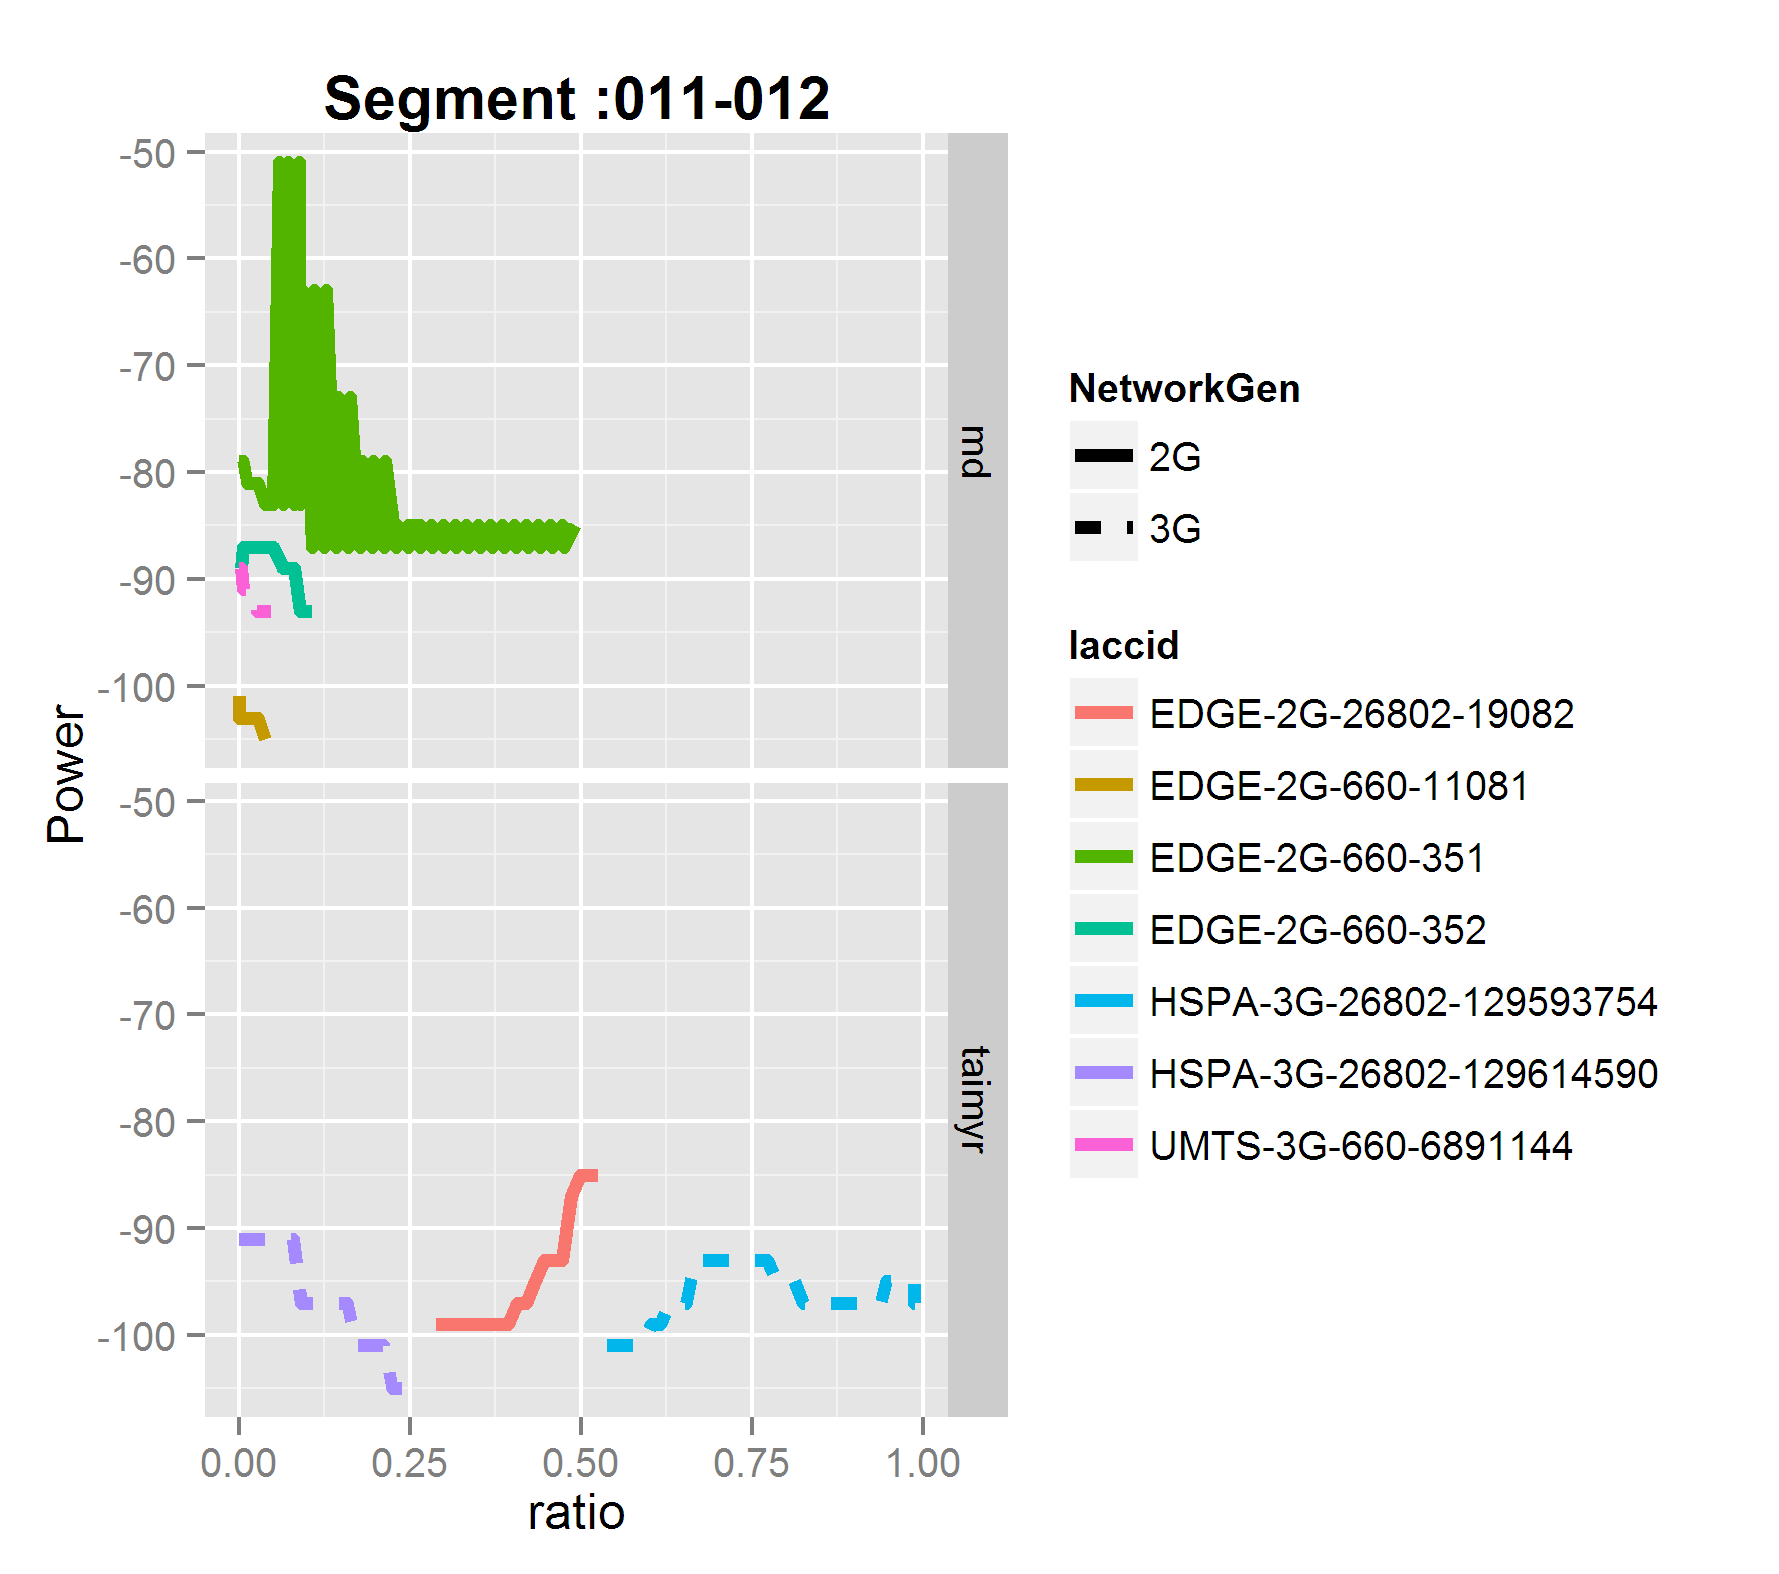 Segment :011-012
-50
-60
-70
-80
-90
-100
md
-50
-60
-70
-80
-90
-100
taimyr
Power
0.00 0.25 0.50 0.75 1.00
ratio
NetworkGen
2G
3G
laccid
EDGE-2G-26802-19082
EDGE-2G-660-11081
EDGE-2G-660-351
EDGE-2G-660-352
HSPA-3G-26802-129593754
HSPA-3G-26802-129614590
UMTS-3G-660-6891144